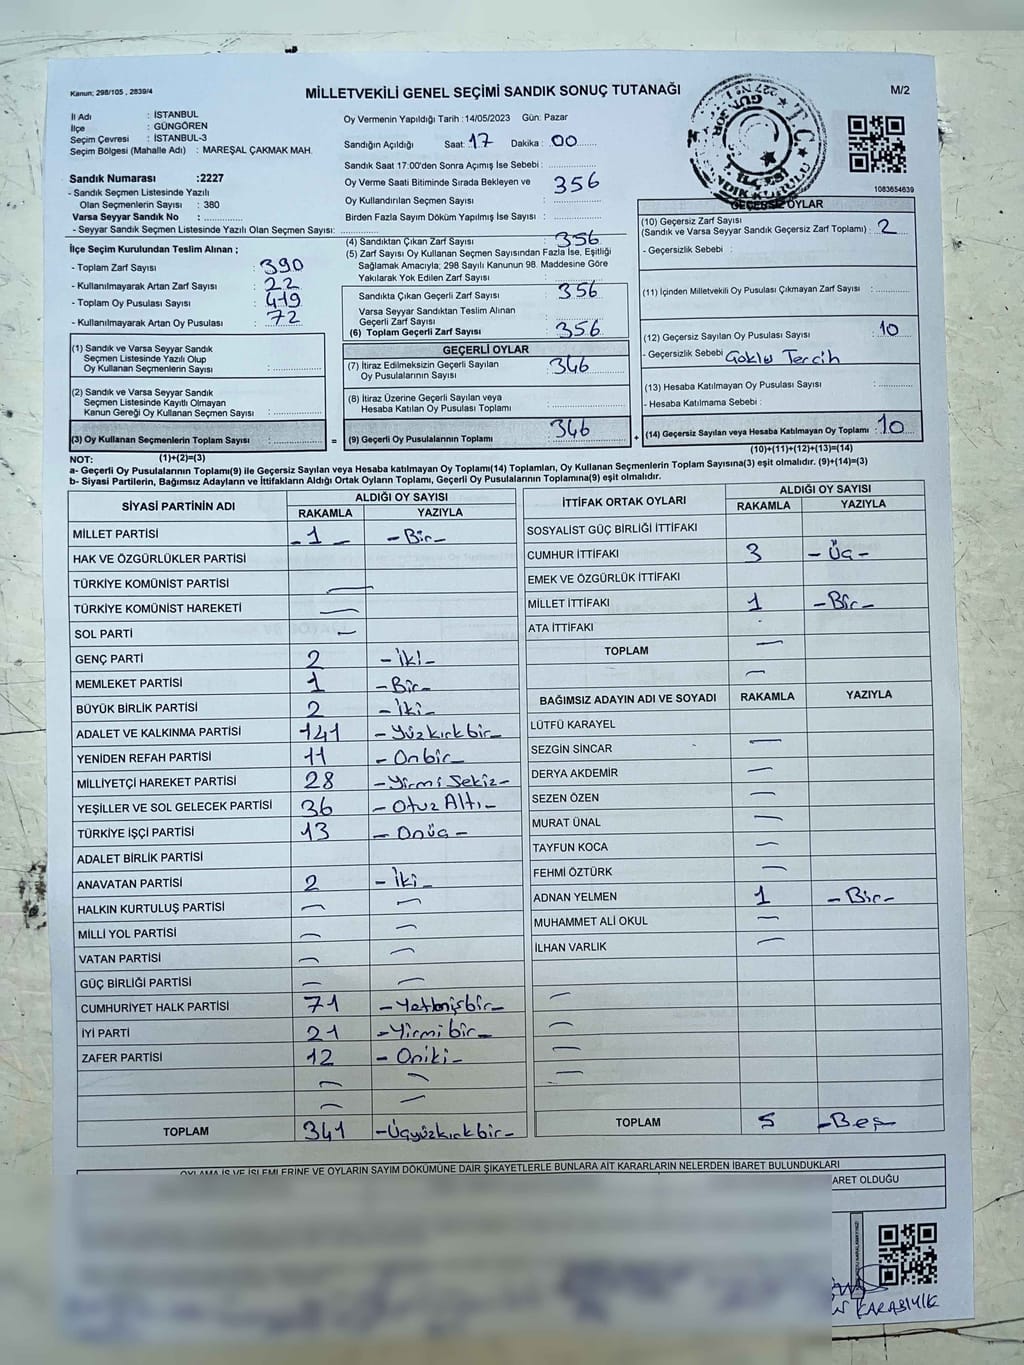 Kanun: 298/105 , 2839/4
MİLLETVEKİLİ GENEL SEÇİMİ SANDIK SONUÇ TUTANAĞI
M/2
İl Adı : İSTANBUL
İlçe : GÜNGÖREN
Seçim Çevresi : İSTANBUL-3
Seçim Bölgesi (Mahalle Adı) : MAREŞAL ÇAKMAK MAH.
Sandık Numarası :2227
- Sandık Seçmen Listesinde Yazılı
Olan Seçmenlerin Sayısı : 380
Varsa Seyyar Sandık No : ..............
- Seyyar Sandık Seçmen Listesinde Yazılı Olan Seçmen Sayısı: ..............
İlçe Seçim Kurulundan Teslim Alınan ;
- Toplam Zarf Sayısı : 390
- Kullanılmayarak Artan Zarf Sayısı : 22
- Toplam Oy Pusulası Sayısı : 419
- Kullanılmayarak Artan Oy Pusulası : 72
(1) Sandık ve Varsa Seyyar Sandık
Seçmen Listesinde Yazılı Olup
Oy Kullanan Seçmenlerin Sayısı : ..............
(2) Sandık ve Varsa Seyyar Sandık
Seçmen Listesinde Kayıtlı Olmayan
Kanun Gereği Oy Kullanan Seçmen Sayısı : ..............
(3) Oy Kullanan Seçmenlerin Toplam Sayısı : ..............
Oy Vermenin Yapıldığı Tarih :14/05/2023 Gün: Pazar
Sandığın Açıldığı Saat: 17 Dakika : 00
Sandık Saat 17:00'den Sonra Açımış İse Sebebi : ..............
Oy Verme Saati Bitiminde Sırada Bekleyen ve 356
Oy Kullandırılan Seçmen Sayısı : ..............
Birden Fazla Sayım Döküm Yapılmış İse Sayısı : ..............
(4) Sandıktan Çıkan Zarf Sayısı : 356
(5) Zarf Sayısı Oy Kullanan Seçmen Sayısından Fazla İse, Eşitliği
Sağlamak Amacıyla, 298 Sayılı Kanunun 98. Maddesine Göre
Yakılarak Yok Edilen Zarf Sayısı : ..............
Sandıkta Çıkan Geçerli Zarf Sayısı : 356
Varsa Seyyar Sandıktan Teslim Alınan
Geçerli Zarf Sayısı : ..............
(6) Toplam Geçerli Zarf Sayısı : 356
GEÇERLİ OYLAR
(7) İtiraz Edilmeksizin Geçerli Sayılan 346
Oy Pusulalarının Sayısı : ..............
(8) İtiraz Üzerine Geçerli Sayılan veya
Hesaba Katılan Oy Pusulası Toplamı : ..............
= (9) Geçerli Oy Pusulalarının Toplamı : 346
T.C.
1083654639
GEÇERSİZ OYLAR
(10) Geçersiz Zarf Sayısı
(Sandık ve Varsa Seyyar Sandık Geçersiz Zarf Toplamı) : 2
- Geçersizlik Sebebi :
(11) İçinden Milletvekili Oy Pusulası Çıkmayan Zarf Sayısı : ..............
(12) Geçersiz Sayılan Oy Pusulası Sayısı : 10
- Geçersizlik Sebebi Çoklu Tercih
(13) Hesaba Katılmayan Oy Pusulası Sayısı : ..............
- Hesaba Katılmama Sebebi :
+ (14) Geçersiz Sayılan veya Hesaba Katılmayan Oy Toplamı : 10
NOT: (1)+(2)=(3)
(10)+(11)+(12)+(13)=(14)
a- Geçerli Oy Pusulalarının Toplamı(9) ile Geçersiz Sayılan veya Hesaba katılmayan Oy Toplamı(14) Toplamları, Oy Kullanan Seçmenlerin Toplam Sayısına(3) eşit olmalıdır. (9)+(14)=(3)
b- Siyasi Partilerin, Bağımsız Adayların ve İttifakların Aldığı Ortak Oyların Toplamı, Geçerli Oy Pusulalarının Toplamına(9) eşit olmalıdır.
SİYASİ PARTİNİN ADI ALDIĞI OY SAYISI
RAKAMLA YAZIYLA
MİLLET PARTİSİ - 1 - - Bir -
HAK VE ÖZGÜRLÜKLER PARTİSİ
TÜRKİYE KOMÜNİST PARTİSİ —
TÜRKİYE KOMÜNİST HAREKETİ —
SOL PARTİ —
GENÇ PARTİ 2 - İki -
MEMLEKET PARTİSİ 1 - Bir -
BÜYÜK BİRLİK PARTİSİ 2 - İki -
ADALET VE KALKINMA PARTİSİ 141 - Yüzkırkbir -
YENİDEN REFAH PARTİSİ 11 - Onbir -
MİLLİYETÇİ HAREKET PARTİSİ 28 - Yirmi Sekiz -
YEŞİLLER VE SOL GELECEK PARTİSİ 36 - Otuz Altı -
TÜRKİYE İŞÇİ PARTİSİ 13 - Onüç -
ADALET BİRLİK PARTİSİ
ANAVATAN PARTİSİ 2 - İki -
HALKIN KURTULUŞ PARTİSİ — —
MİLLİ YOL PARTİSİ — —
VATAN PARTİSİ — —
GÜÇ BİRLİĞİ PARTİSİ — —
CUMHURİYET HALK PARTİSİ 71 - Yetmişbir -
İYİ PARTİ 21 - Yirmi bir -
ZAFER PARTİSİ 12 - Oniki -
— —
— —
TOPLAM 341 - Üçyüzkırkbir -
İTTİFAK ORTAK OYLARI ALDIĞI OY SAYISI
RAKAMLA YAZIYLA
SOSYALİST GÜÇ BİRLİĞİ İTTİFAKI
CUMHUR İTTİFAKI 3 - Üç -
EMEK VE ÖZGÜRLÜK İTTİFAKI
MİLLET İTTİFAKI 1 - Bir -
ATA İTTİFAKI
TOPLAM —
—
BAĞIMSIZ ADAYIN ADI VE SOYADI RAKAMLA YAZIYLA
LÜTFÜ KARAYEL
SEZGİN SİNCAR —
DERYA AKDEMİR —
SEZEN ÖZEN —
MURAT ÜNAL —
TAYFUN KOCA —
FEHMİ ÖZTÜRK —
ADNAN YELMEN 1 - Bir -
MUHAMMET ALİ OKUL —
İLHAN VARLIK —
—
—
—
—
TOPLAM 5 - Beş -
OYLAMA İŞ VE İŞLEMLERİNE VE OYLARIN SAYIM DÖKÜMÜNE DAİR ŞİKAYETLERLE BUNLARA AİT KARARLARIN NELERDEN İBARET BULUNDUKLARI
ARET OLDUĞU
KARABIYIK